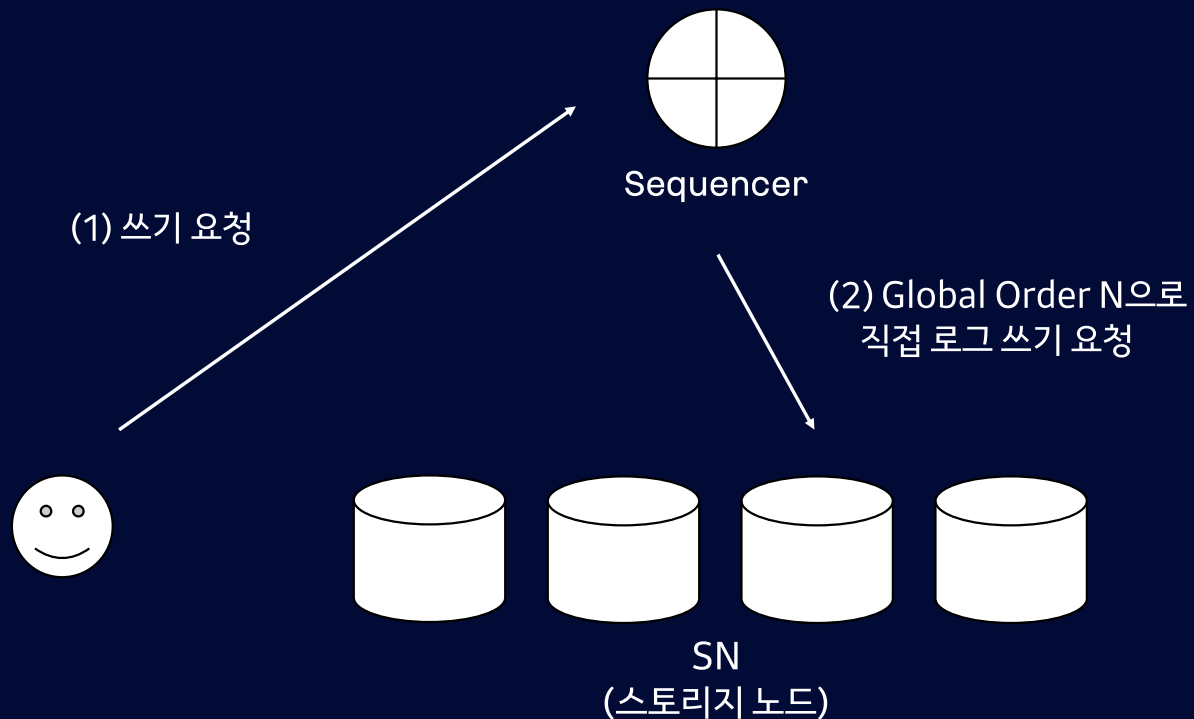 Sequencer
(1) 쓰기 요청
(2) Global Order N으로
직접 로그 쓰기 요청
SN
(스토리지 노드)